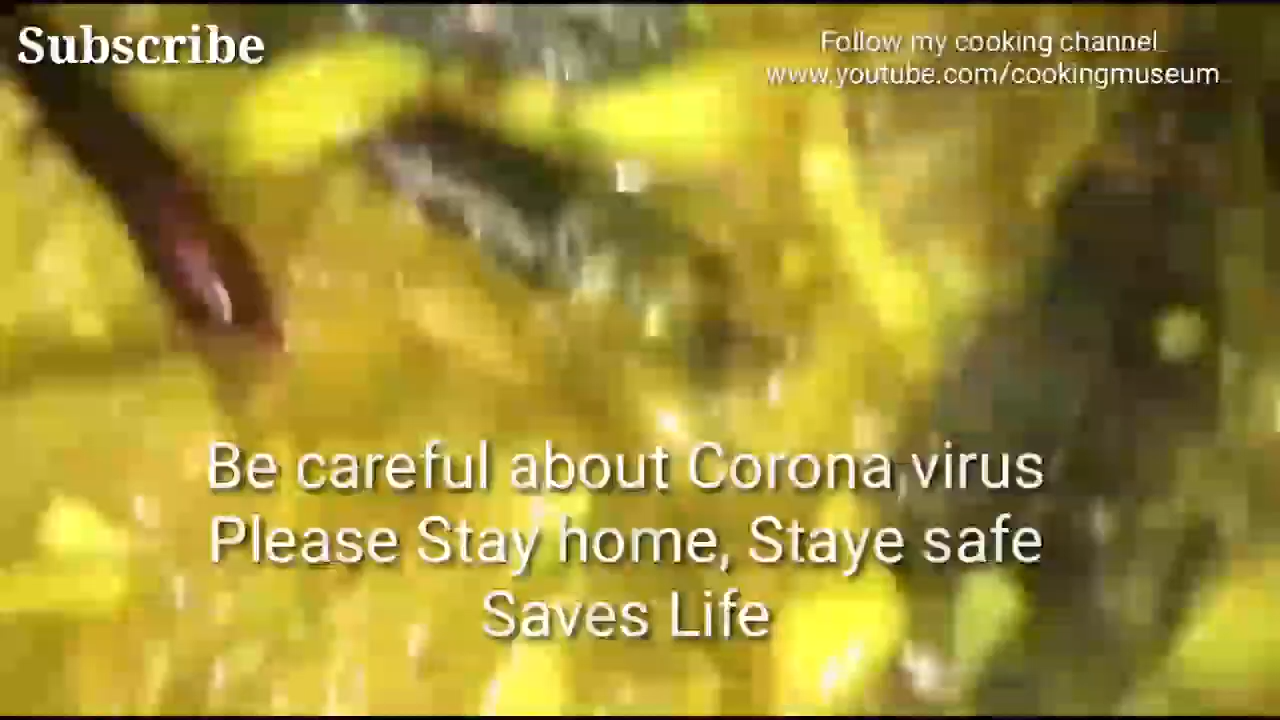 Subscribe
Follow my cooking channel
www.youtube.com/cookingmuseum
Be careful about Corona virus
Please Stay home, Staye safe
Saves Life